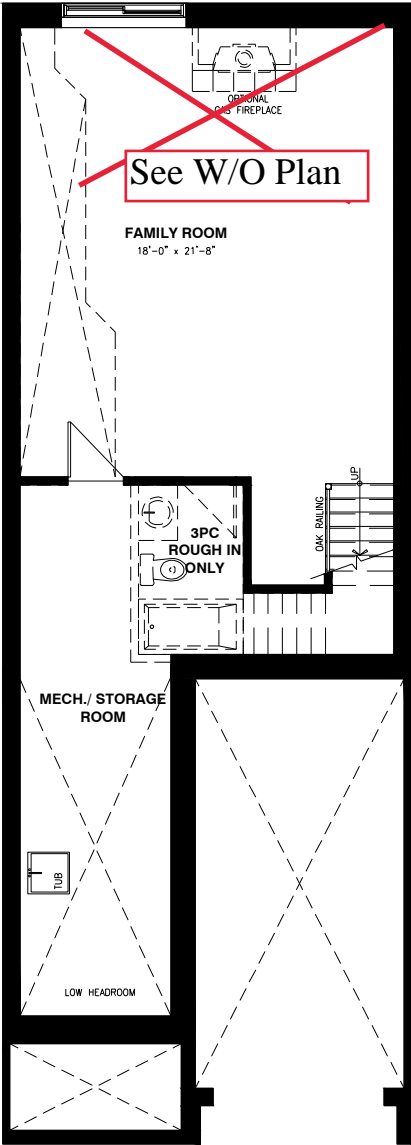 OPTIONAL
GAS FIREPLACE
See W/O Plan
FAMILY ROOM
18'-0" x 21'-8"
UP
OAK RAILING
3PC
ROUGH IN
ONLY
MECH./ STORAGE
ROOM
TUB
LOW HEADROOM